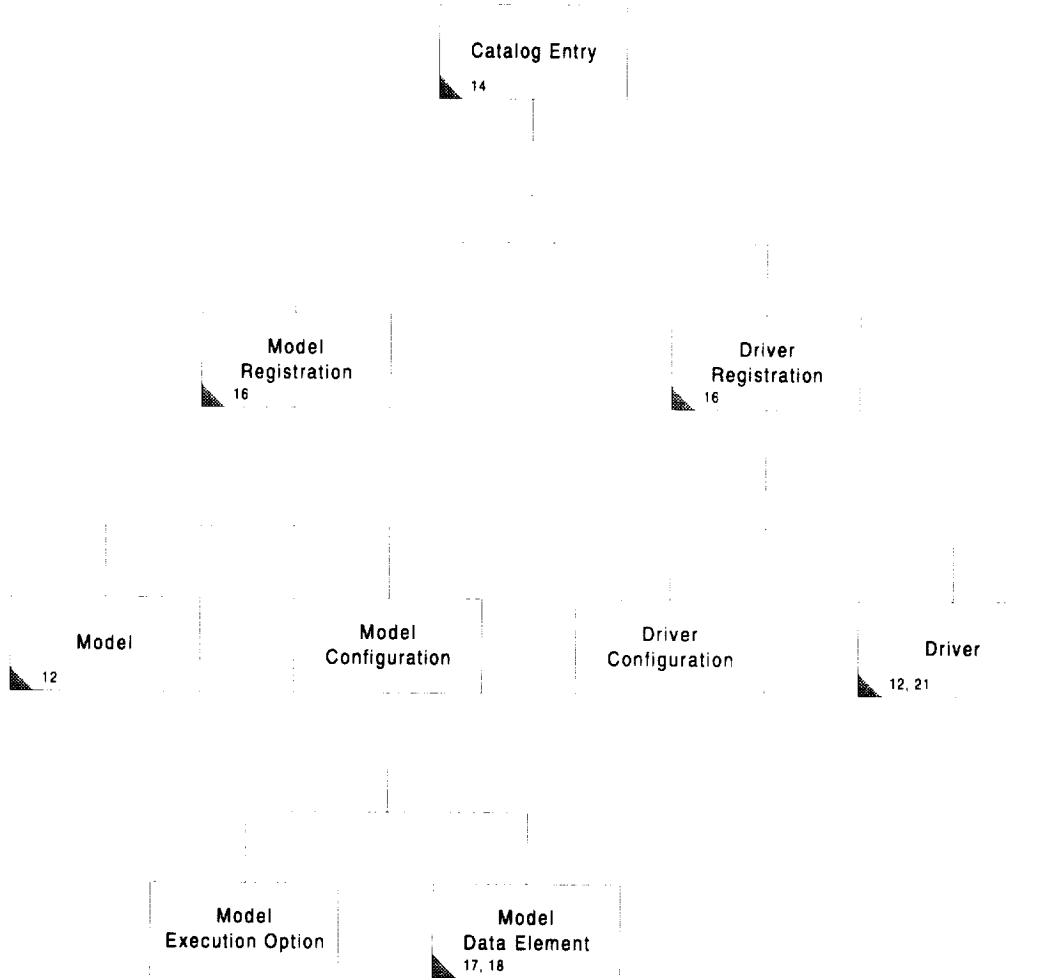 Catalog Entry
14
Model
Registration
16
Driver
Registration
16
Model
12
Model
Configuration
Driver
Configuration
Driver
12, 21
Model
Execution Option
Model
Data Element
17, 18